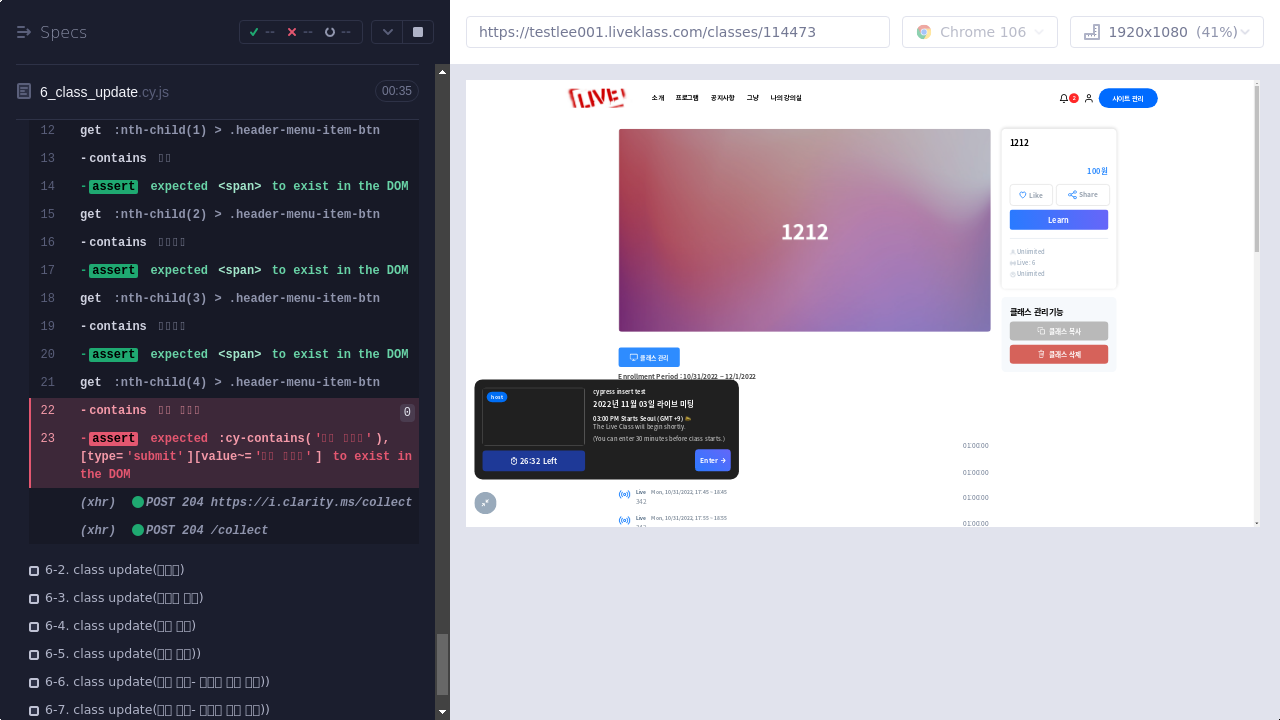 Specs
-- -- --
https://testlee001.liveklass.com/classes/114473
Chrome 106
1920x1080 (41%)
6_class_update.cy.js
00:35
12 get :nth-child(1) > .header-menu-item-btn
13 -contains
14 -assert expected <span> to exist in the DOM
15 get :nth-child(2) > .header-menu-item-btn
16 -contains
17 -assert expected <span> to exist in the DOM
18 get :nth-child(3) > .header-menu-item-btn
19 -contains
20 -assert expected <span> to exist in the DOM
21 get :nth-child(4) > .header-menu-item-btn
22 -contains
0
23 -assert expected :cy-contains(' '),
[type='submit'][value~=' '] to exist in
the DOM
(xhr) POST 204 https://i.clarity.ms/collect
(xhr) POST 204 /collect
6-2. class update( )
6-3. class update( )
6-4. class update( )
6-5. class update( ))
6-6. class update( - ))
6-7. class update( - ))
LIVE!
소개 프로그램 공지사항 그냥 나의 강의실
2
사이트 관리
1212
1212
100원
Like
Share
Learn
Unlimited
Live : 6
Unlimited
클래스 관리기능
클래스 복사
클래스 삭제
클래스 관리
Enrollment Period : 10/31/2022 ~ 12/1/2022
host
cypress insert test
2022년 11월 03일 라이브 미팅
03:00 PM Starts Seoul (GMT +9)
The Live Class will begin shortly.
(You can enter 30 minutes before class starts.)
26:32 Left
Enter →
01:00:00
01:00:00
Live Mon, 10/31/2022, 17:45 ~ 18:45
342
01:00:00
Live Mon, 10/31/2022, 17:55 ~ 18:55
01:00:00